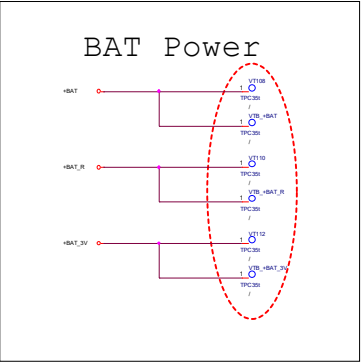 BAT Power
VT108
+BAT
1
TPC35t
/
VTB_+BAT
1
TPC35t
/
VT110
+BAT_R
1
TPC35t
/
VTB_+BAT_R
1
TPC35t
/
VT112
+BAT_3V
1
TPC35t
/
VTB_+BAT_3V
1
TPC35t
/